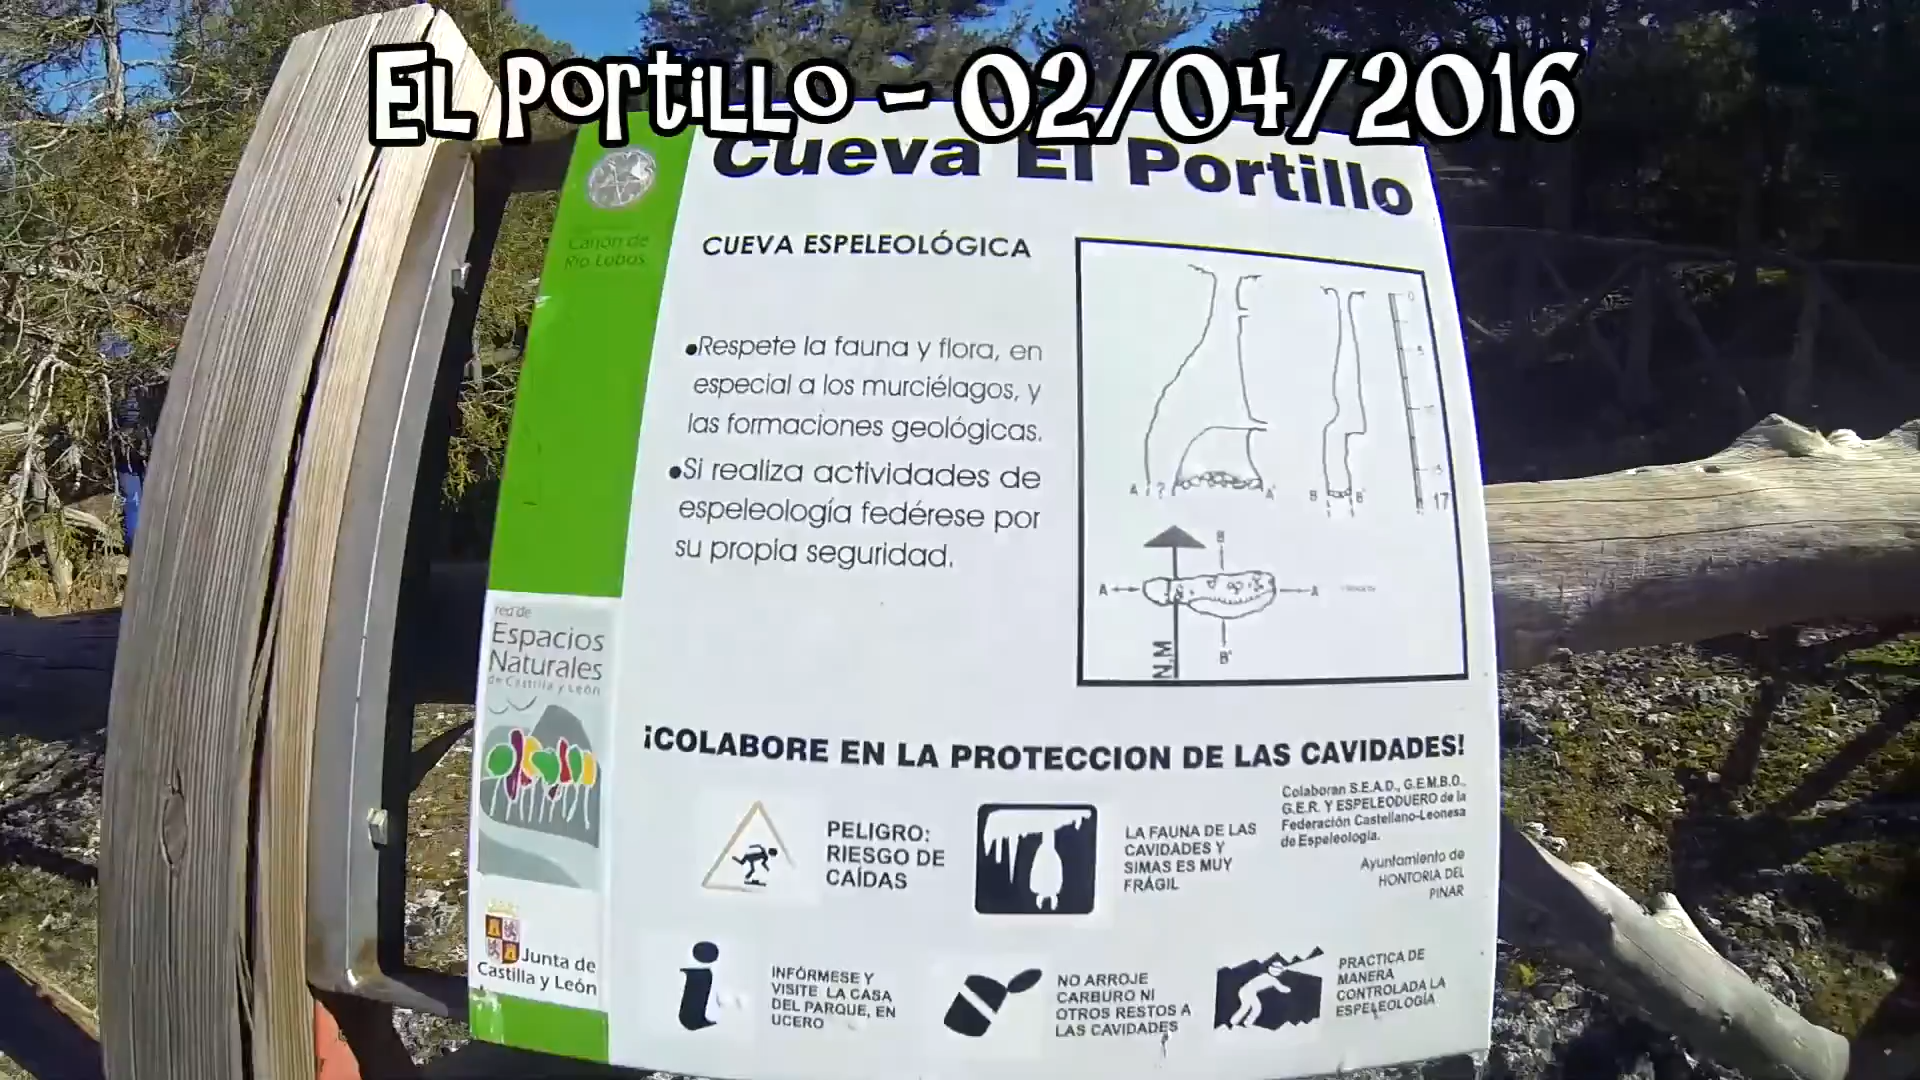 El Portillo - 02/04/2016
Cueva El Portillo
Cañón de
Río Lobos
CUEVA ESPELEOLÓGICA
•Respete la fauna y flora, en
especial a los murciélagos, y
las formaciones geológicas.
•Si realiza actividades de
espeleología fedérese por
su propia seguridad.
0
5
17
A
?
A'
B
B'
B
A
A
B'
N.M
red de
Espacios
Naturales
de Castilla y León
¡COLABORE EN LA PROTECCION DE LAS CAVIDADES!
PELIGRO:
RIESGO DE
CAÍDAS
LA FAUNA DE LAS
CAVIDADES Y
SIMAS ES MUY
FRÁGIL
Colaboran S.E.A.D., G.E.M.B.O.,
G.E.R. Y ESPELEODUERO de la
Federación Castellano-Leonesa
de Espeleología.
Ayuntamiento de
HONTORIA DEL
PINAR
Junta de
Castilla y León
INFÓRMESE Y
VISITE LA CASA
DEL PARQUE, EN
UCERO
NO ARROJE
CARBURO NI
OTROS RESTOS A
LAS CAVIDADES
PRACTICA DE
MANERA
CONTROLADA LA
ESPELEOLOGÍA